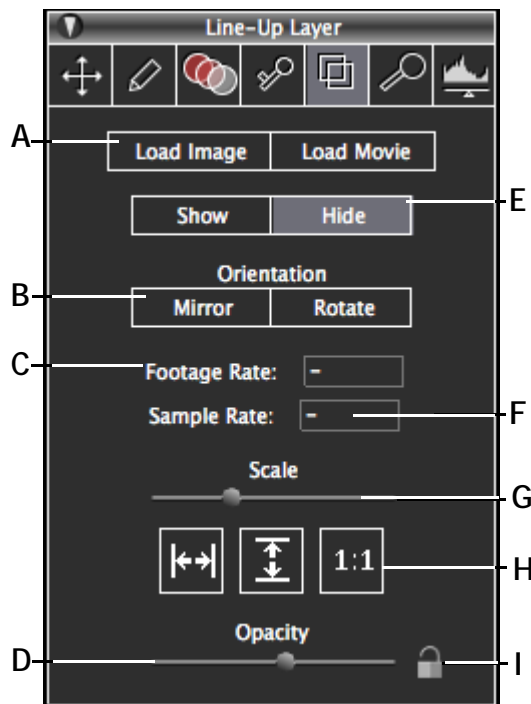 Line-Up Layer
A
Load Image Load Movie
E
Show Hide
Orientation
B
Mirror Rotate
C
Footage Rate: -
Sample Rate: -
F
Scale
G
1:1
H
Opacity
D
I